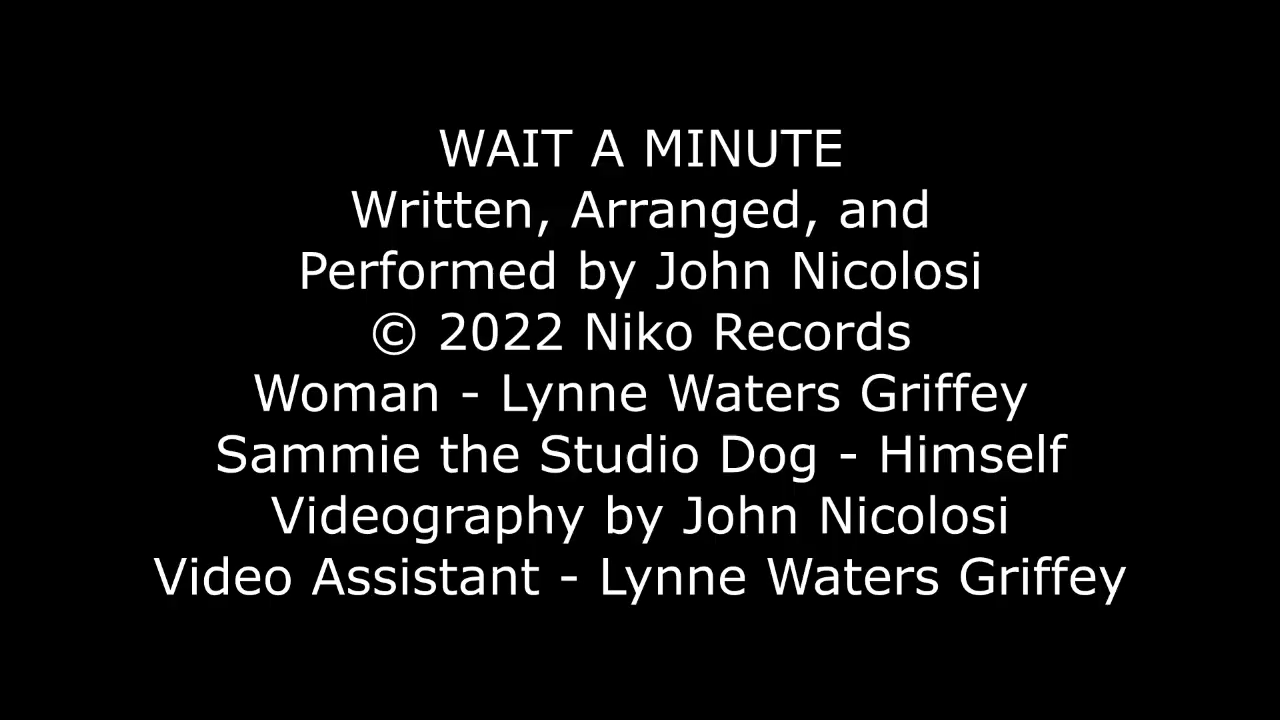 WAIT A MINUTE
Written, Arranged, and
Performed by John Nicolosi
© 2022 Niko Records
Woman - Lynne Waters Griffey
Sammie the Studio Dog - Himself
Videography by John Nicolosi
Video Assistant - Lynne Waters Griffey